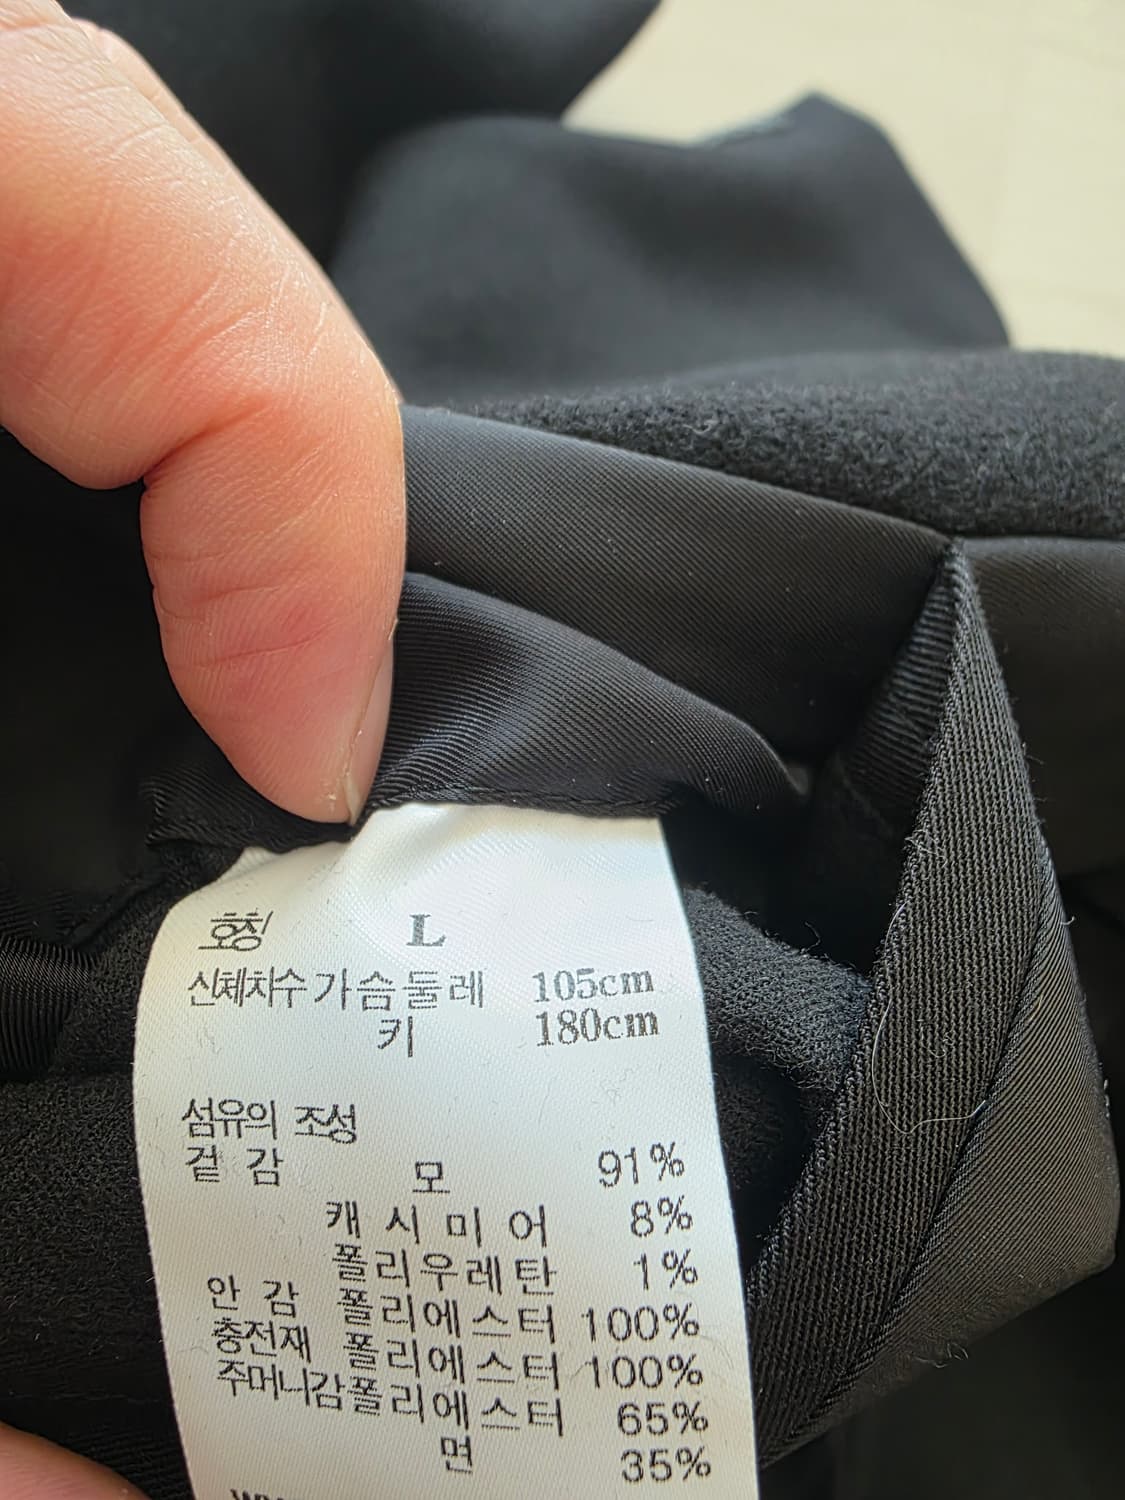 호칭 L
신체치수 가슴둘레 105cm
키 180cm
섬유의 조성
겉감 모 91%
캐시미어 8%
폴리우레탄 1%
안감 폴리에스터 100%
충전재 폴리에스터 100%
주머니감 폴리에스터 65%
면 35%